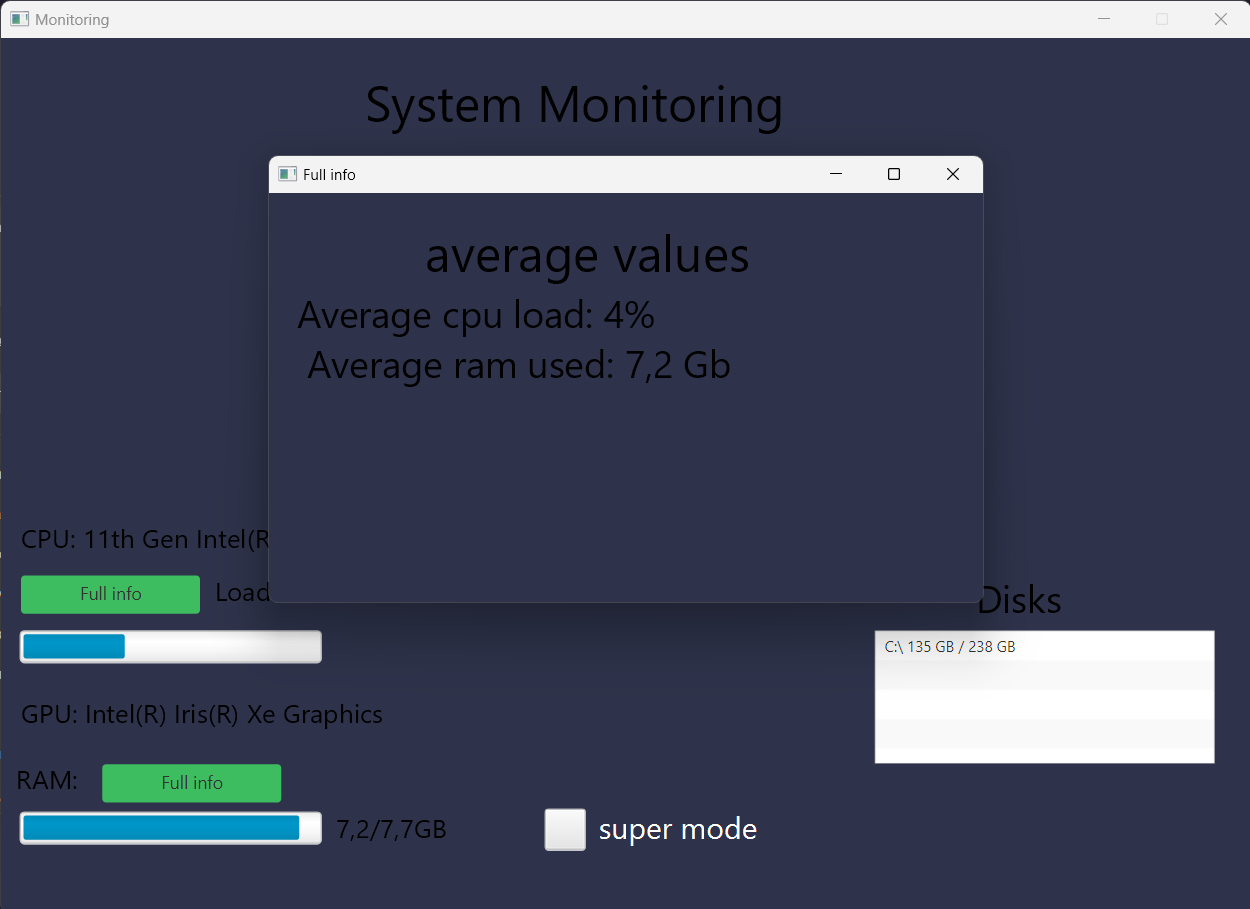 Monitoring
System Monitoring
Full info
average values
Average cpu load: 4%
Average ram used: 7,2 Gb
CPU: 11th Gen Intel(R
Full info
Load
Disks
C:\ 135 GB / 238 GB
GPU: Intel(R) Iris(R) Xe Graphics
RAM:
Full info
7,2/7,7GB
super mode